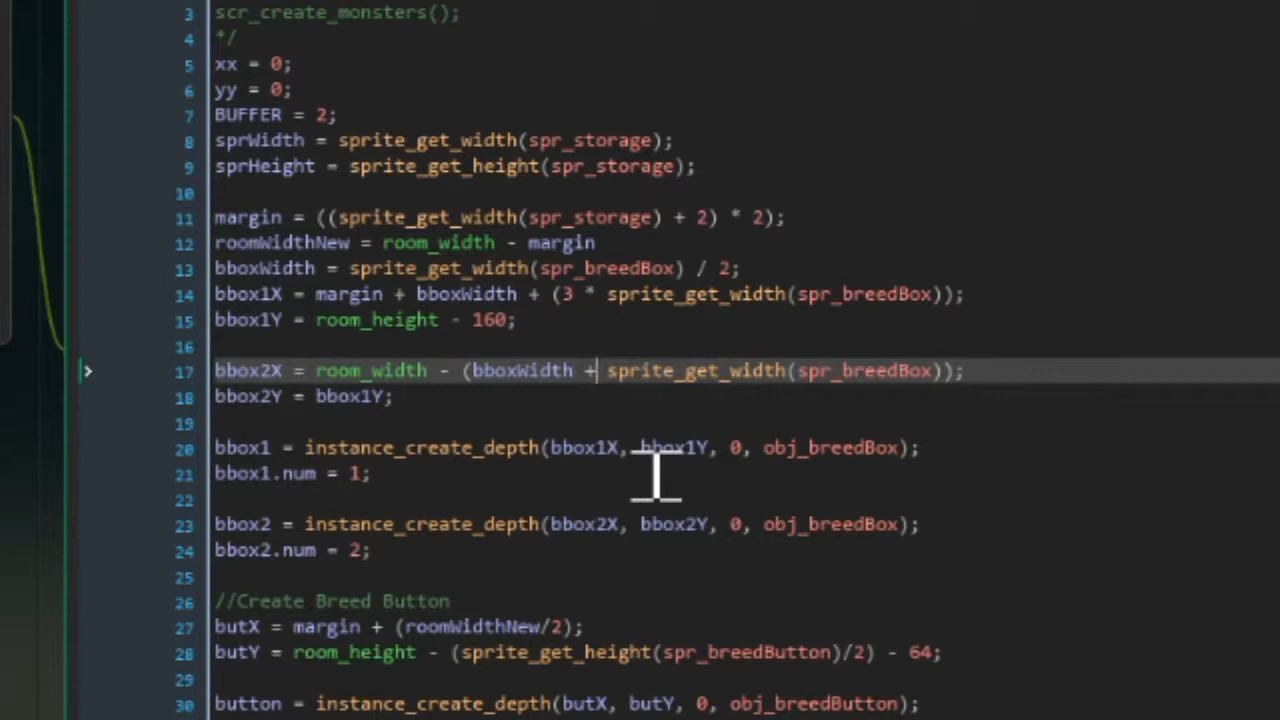 3 scr_create_monsters();
4 */
5 xx = 0;
6 yy = 0;
7 BUFFER = 2;
8 sprWidth = sprite_get_width(spr_storage);
9 sprHeight = sprite_get_height(spr_storage);
10
11 margin = ((sprite_get_width(spr_storage) + 2) * 2);
12 roomWidthNew = room_width - margin
13 bboxWidth = sprite_get_width(spr_breedBox) / 2;
14 bbox1X = margin + bboxWidth + (3 * sprite_get_width(spr_breedBox));
15 bbox1Y = room_height - 160;
16
17 bbox2X = room_width - (bboxWidth + sprite_get_width(spr_breedBox));
18 bbox2Y = bbox1Y;
19
20 bbox1 = instance_create_depth(bbox1X, bbox1Y, 0, obj_breedBox);
21 bbox1.num = 1;
22
23 bbox2 = instance_create_depth(bbox2X, bbox2Y, 0, obj_breedBox);
24 bbox2.num = 2;
25
26 //Create Breed Button
27 butX = margin + (roomWidthNew/2);
28 butY = room_height - (sprite_get_height(spr_breedButton)/2) - 64;
29
30 button = instance_create_depth(butX, butY, 0, obj_breedButton);